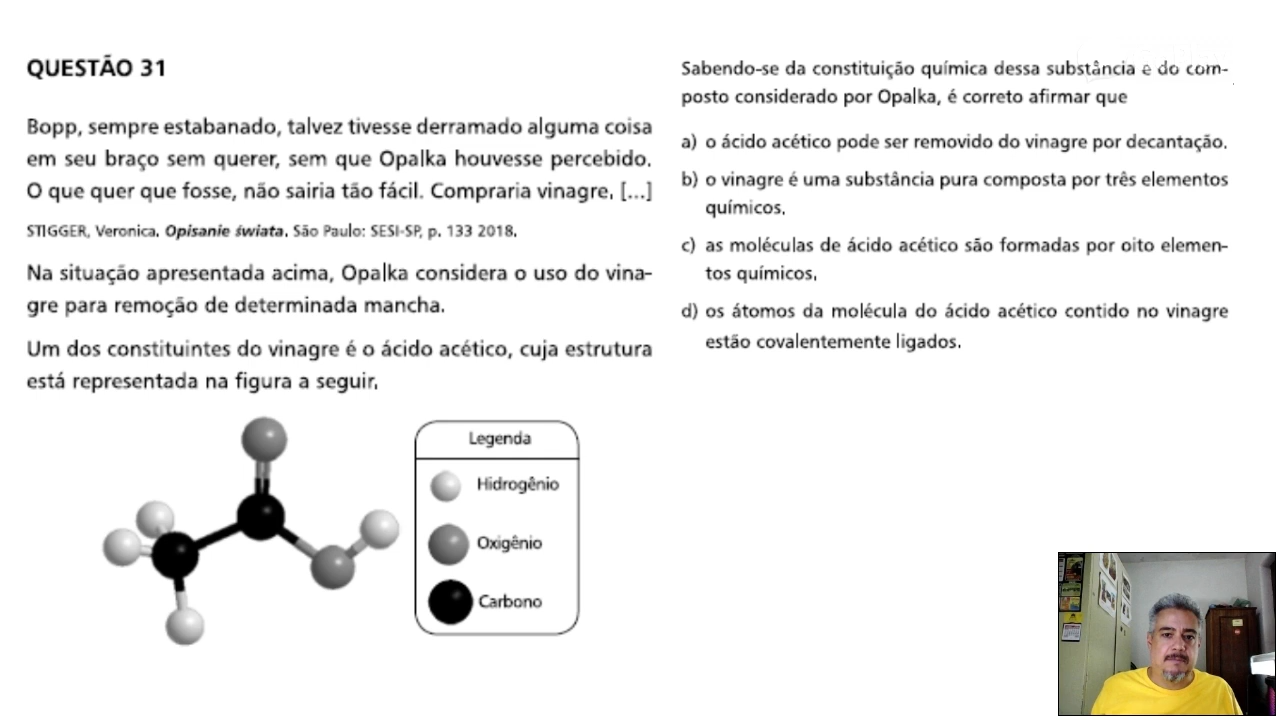 QUESTÃO 31
Bopp, sempre estabanado, talvez tivesse derramado alguma coisa
em seu braço sem querer, sem que Opalka houvesse percebido.
O que quer que fosse, não sairia tão fácil. Compraria vinagre. [...]
STIGGER, Veronica. Opisanie świata. São Paulo: SESI-SP, p. 133 2018.
Na situação apresentada acima, Opalka considera o uso do vina-
gre para remoção de determinada mancha.
Um dos constituintes do vinagre é o ácido acético, cuja estrutura
está representada na figura a seguir.
Legenda
Hidrogênio
Oxigênio
Carbono
Sabendo-se da constituição química dessa substância e do com-
posto considerado por Opalka, é correto afirmar que
a) o ácido acético pode ser removido do vinagre por decantação.
b) o vinagre é uma substância pura composta por três elementos
químicos.
c) as moléculas de ácido acético são formadas por oito elemen-
tos químicos.
d) os átomos da molécula do ácido acético contido no vinagre
estão covalentemente ligados.